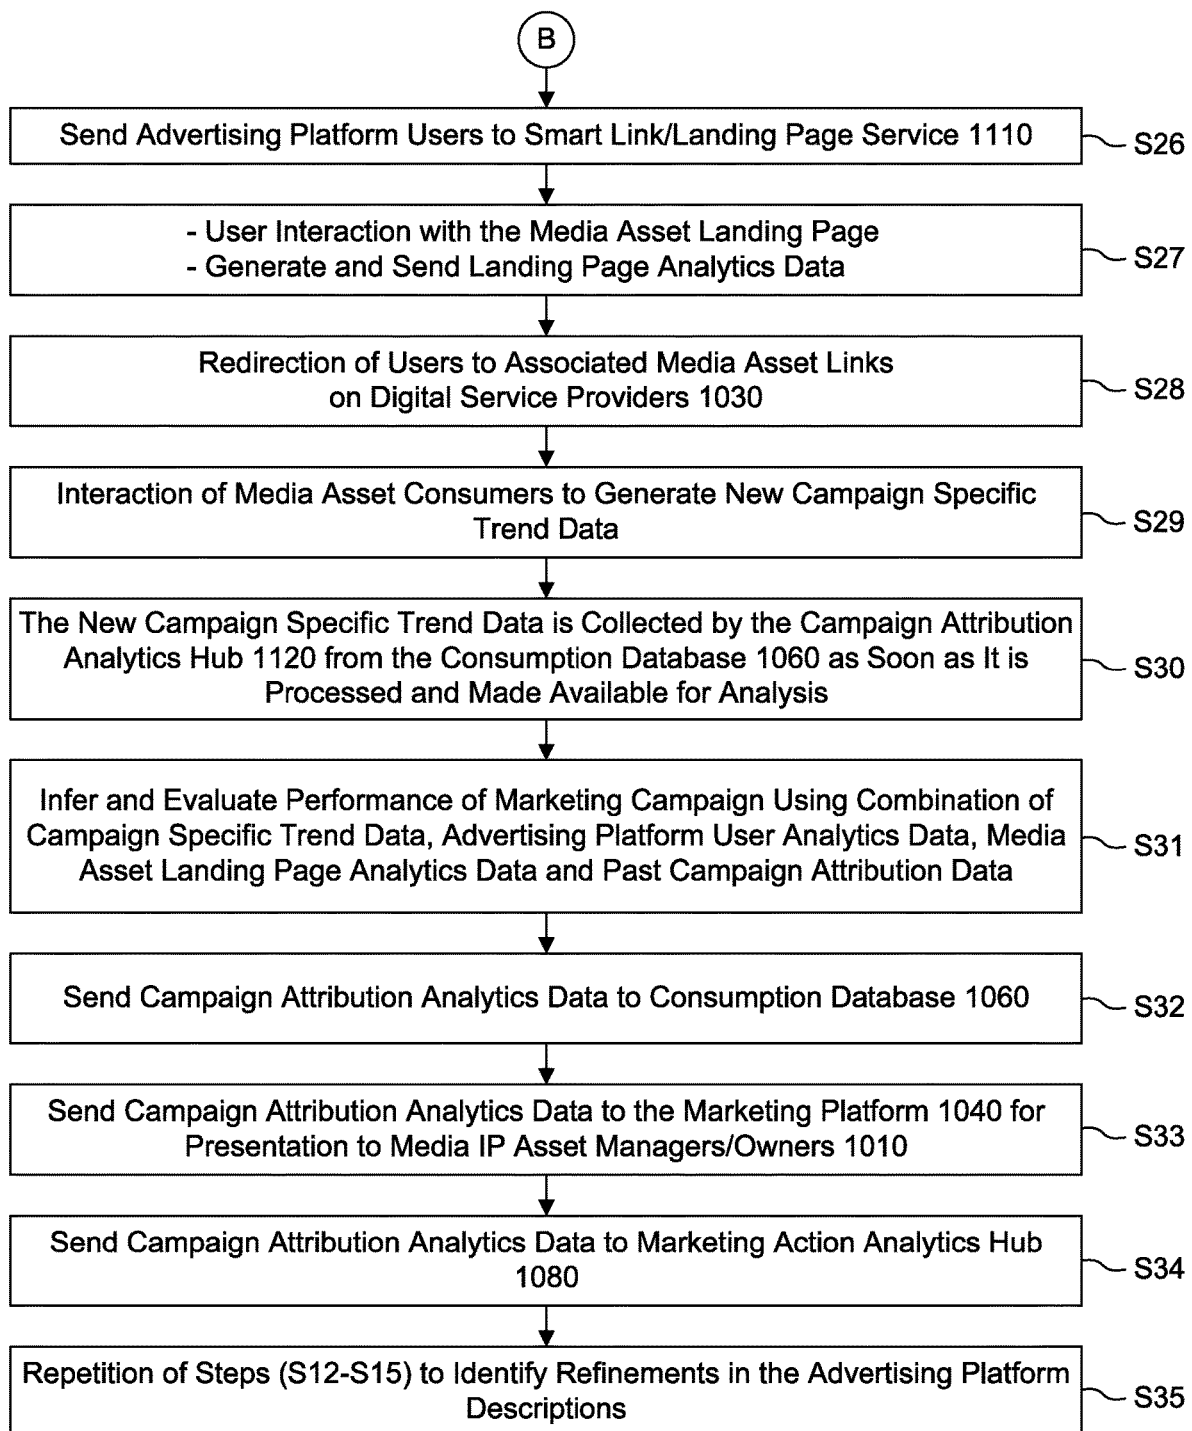 B
Send Advertising Platform Users to Smart Link/Landing Page Service 1110
S26
- User Interaction with the Media Asset Landing Page
- Generate and Send Landing Page Analytics Data
S27
Redirection of Users to Associated Media Asset Links
on Digital Service Providers 1030
S28
Interaction of Media Asset Consumers to Generate New Campaign Specific
Trend Data
S29
The New Campaign Specific Trend Data is Collected by the Campaign Attribution
Analytics Hub 1120 from the Consumption Database 1060 as Soon as It is
Processed and Made Available for Analysis
S30
Infer and Evaluate Performance of Marketing Campaign Using Combination of
Campaign Specific Trend Data, Advertising Platform User Analytics Data, Media
Asset Landing Page Analytics Data and Past Campaign Attribution Data
S31
Send Campaign Attribution Analytics Data to Consumption Database 1060
S32
Send Campaign Attribution Analytics Data to the Marketing Platform 1040 for
Presentation to Media IP Asset Managers/Owners 1010
S33
Send Campaign Attribution Analytics Data to Marketing Action Analytics Hub
1080
S34
Repetition of Steps (S12-S15) to Identify Refinements in the Advertising Platform
Descriptions
S35